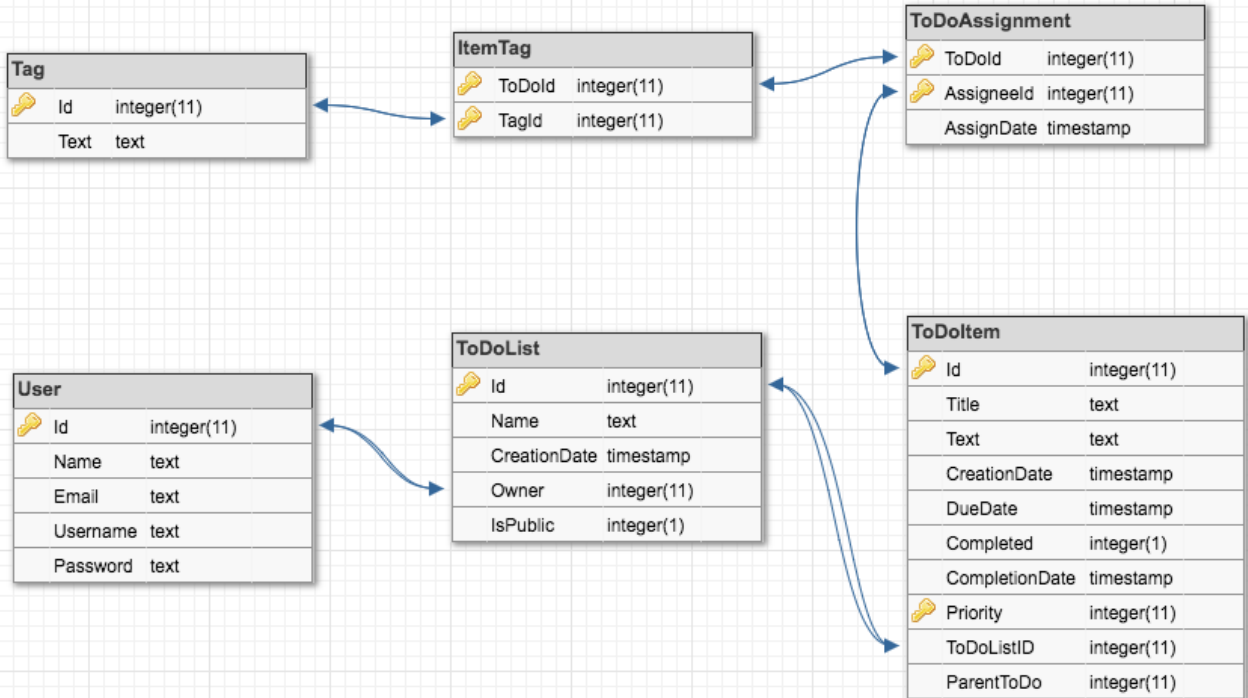 Tag
Id integer(11)
Text text
ItemTag
ToDoId integer(11)
TagId integer(11)
ToDoAssignment
ToDoId integer(11)
AssigneeId integer(11)
AssignDate timestamp
User
Id integer(11)
Name text
Email text
Username text
Password text
ToDoList
Id integer(11)
Name text
CreationDate timestamp
Owner integer(11)
IsPublic integer(1)
ToDoItem
Id integer(11)
Title text
Text text
CreationDate timestamp
DueDate timestamp
Completed integer(1)
CompletionDate timestamp
Priority integer(11)
ToDoListID integer(11)
ParentToDo integer(11)